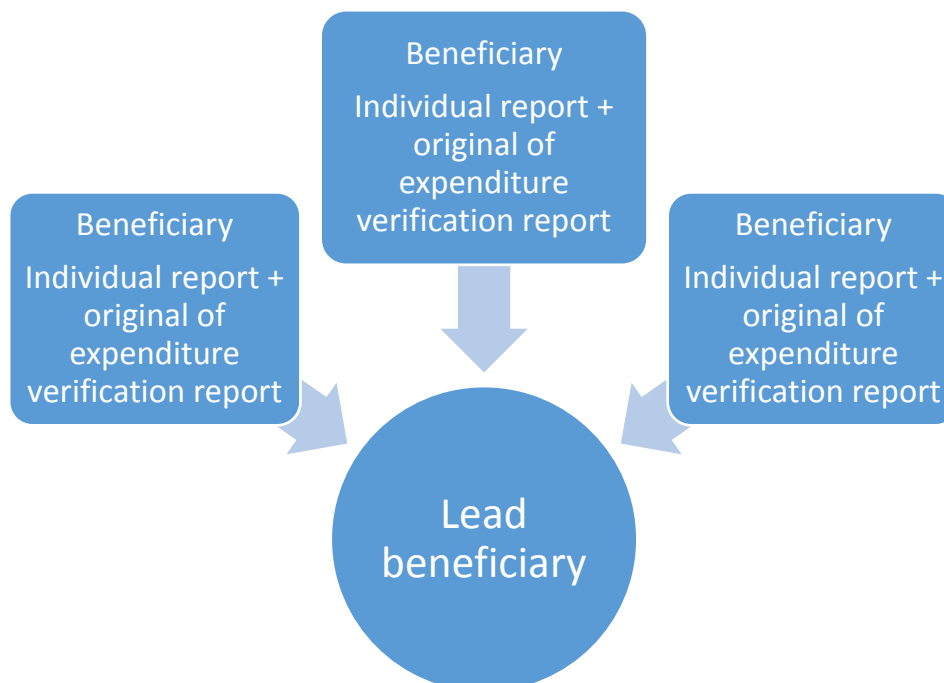 Beneficiary
Individual report +
original of
expenditure
verification report
Beneficiary
Individual report +
original of
expenditure
verification report
Beneficiary
Individual report +
original of
expenditure
verification report
Lead
beneficiary